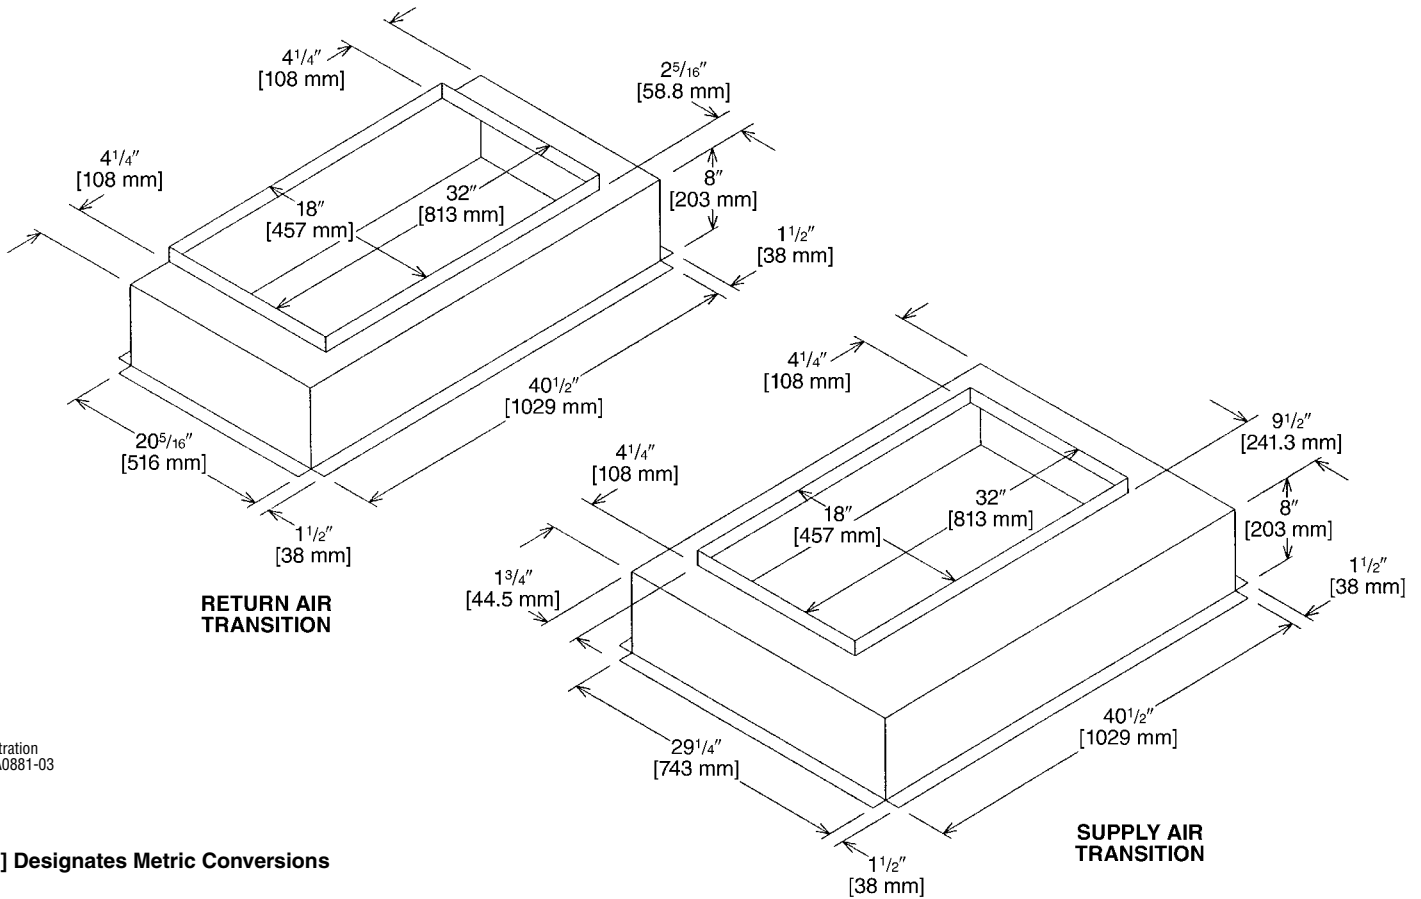 4 1/4″
[108 mm]
2 5/16″
[58.8 mm]
4 1/4″
[108 mm]
8″
[203 mm]
32″
[813 mm]
18″
[457 mm]
1 1/2″
[38 mm]
40 1/2″
[1029 mm]
20 5/16″
[516 mm]
1 1/2″
[38 mm]
RETURN AIR
TRANSITION
4 1/4″
[108 mm]
9 1/2″
[241.3 mm]
4 1/4″
[108 mm]
32″
[813 mm]
18″
[457 mm]
8″
[203 mm]
1 3/4″
[44.5 mm]
1 1/2″
[38 mm]
40 1/2″
[1029 mm]
29 1/4″
[743 mm]
1 1/2″
[38 mm]
SUPPLY AIR
TRANSITION
tration
0881-03
] Designates Metric Conversions